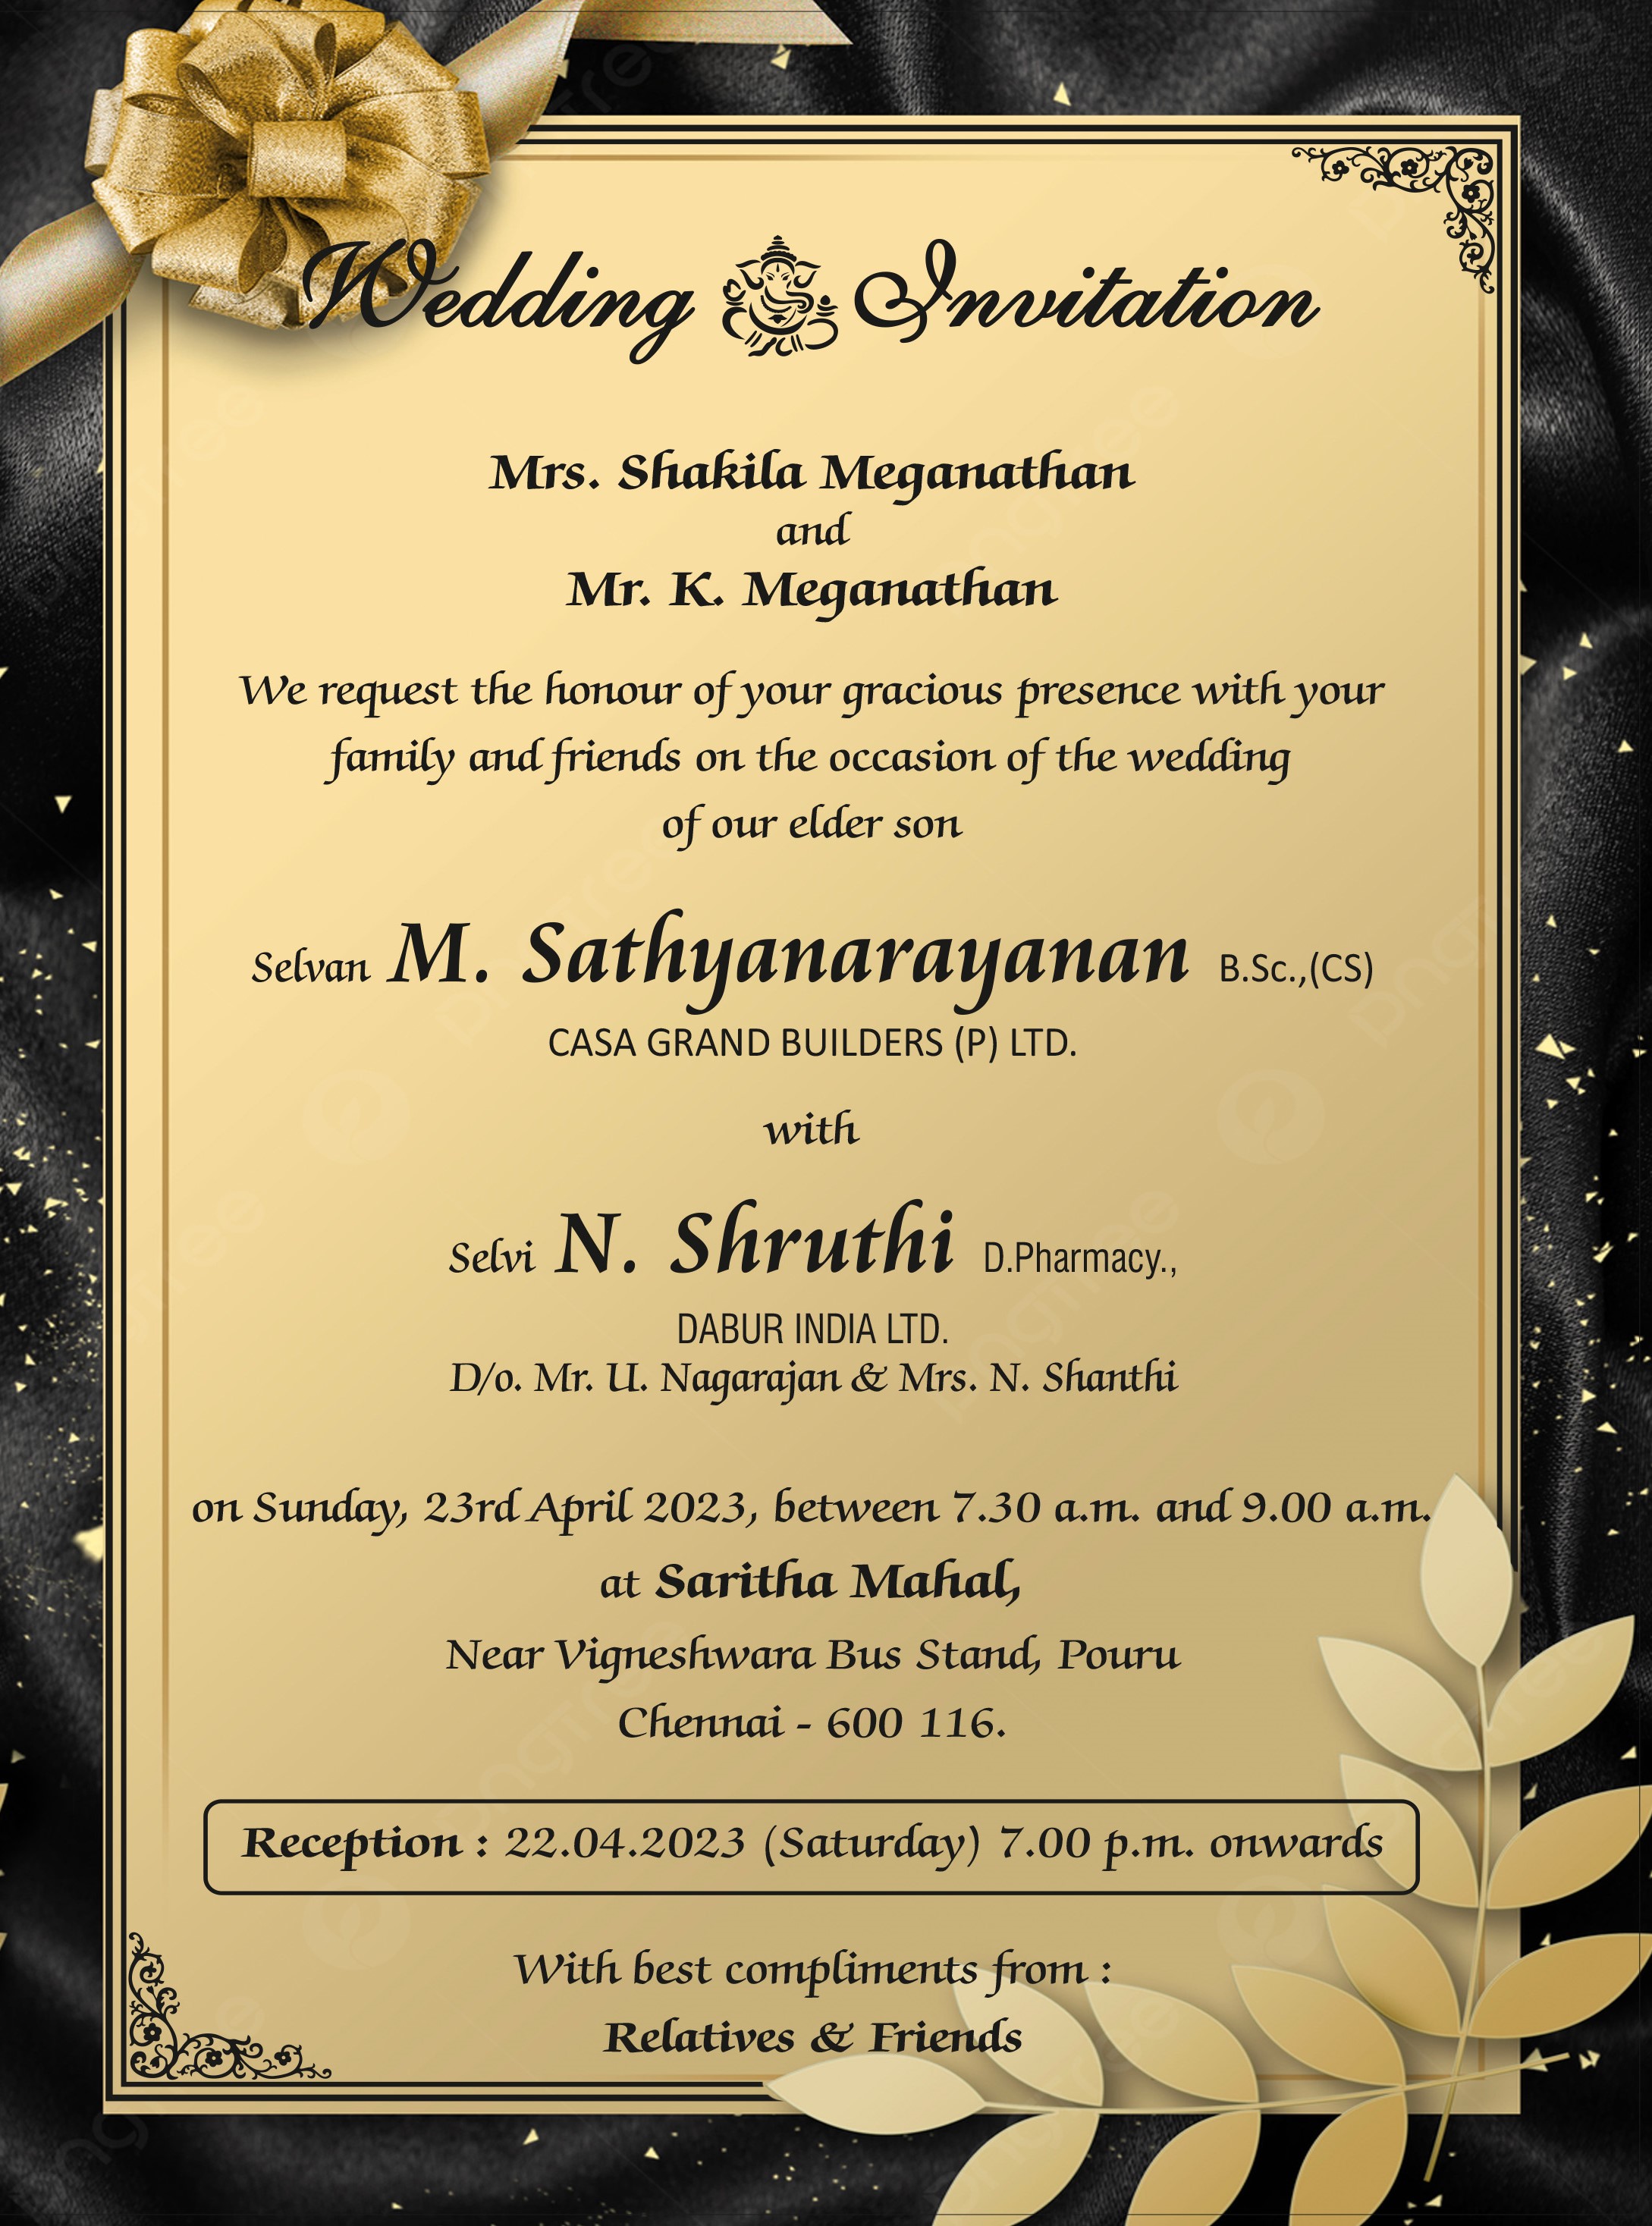 Wedding Invitation
Mrs. Shakila Meganathan
and
Mr. K. Meganathan
We request the honour of your gracious presence with your
family and friends on the occasion of the wedding
of our elder son
Selvan M. Sathyanarayanan B.Sc.,(CS)
CASA GRAND BUILDERS (P) LTD.
with
Selvi N. Shruthi D.Pharmacy.,
DABUR INDIA LTD.
D/o. Mr. U. Nagarajan & Mrs. N. Shanthi
on Sunday, 23rd April 2023, between 7.30 a.m. and 9.00 a.m.
at Saritha Mahal,
Near Vigneshwara Bus Stand, Pouru
Chennai - 600 116.
Reception : 22.04.2023 (Saturday) 7.00 p.m. onwards
With best compliments from :
Relatives & Friends